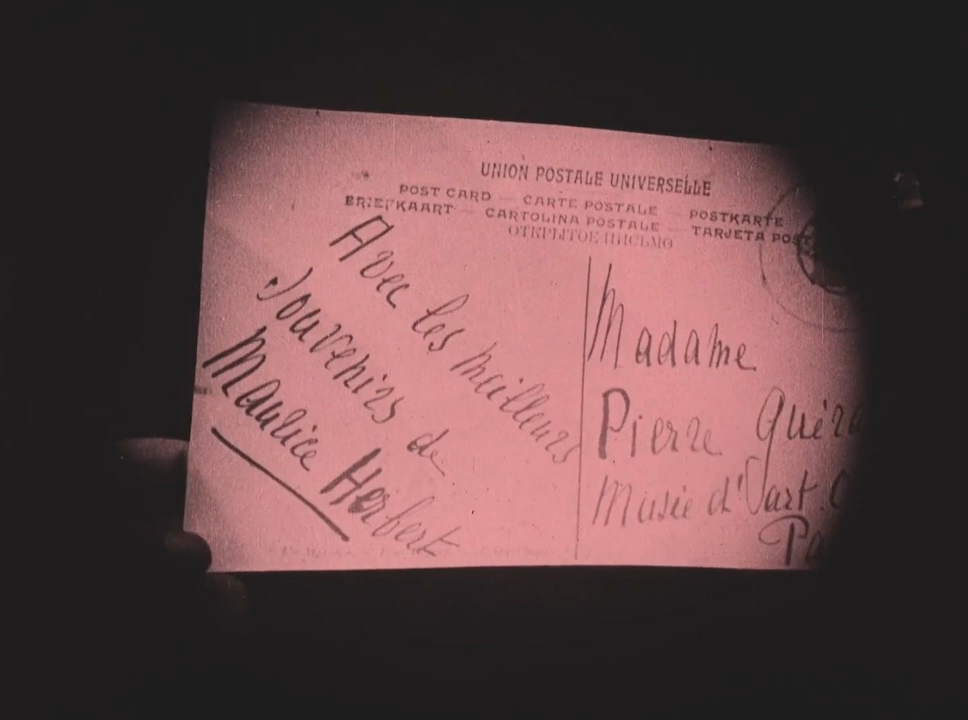 UNION POSTALE UNIVERSELLE
POST CARD — CARTE POSTALE — POSTKARTE
BRIEFKAART — CARTOLINA POSTALE — TARJETA POST
ОТКРЫТОЕ ПИСЬМО
Avec les meilleurs
Souvenirs de
Maurice Herbert
Madame
Pierre
Musée d'art